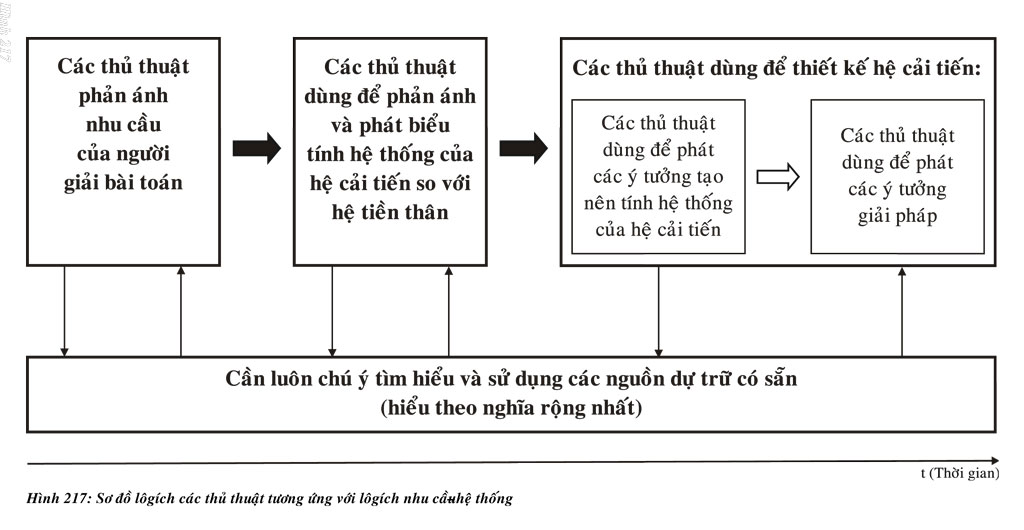 Hình 217
Các thủ thuật
phản ánh
nhu cầu
của người
giải bài toán
Các thủ thuật
dùng để phản ánh
và phát biểu
tính hệ thống của
hệ cải tiến so với
hệ tiền thân
Các thủ thuật dùng để thiết kế hệ cải tiến:
Các thủ thuật
dùng để phát
các ý tưởng tạo
nên tính hệ thống
của hệ cải tiến
Các thủ thuật
dùng để phát
các ý tưởng
giải pháp
Cần luôn chú ý tìm hiểu và sử dụng các nguồn dự trữ có sẵn
(hiểu theo nghĩa rộng nhất)
t (Thời gian)
Hình 217: Sơ đồ lôgích các thủ thuật tương ứng với lôgích nhu cầu-hệ thống